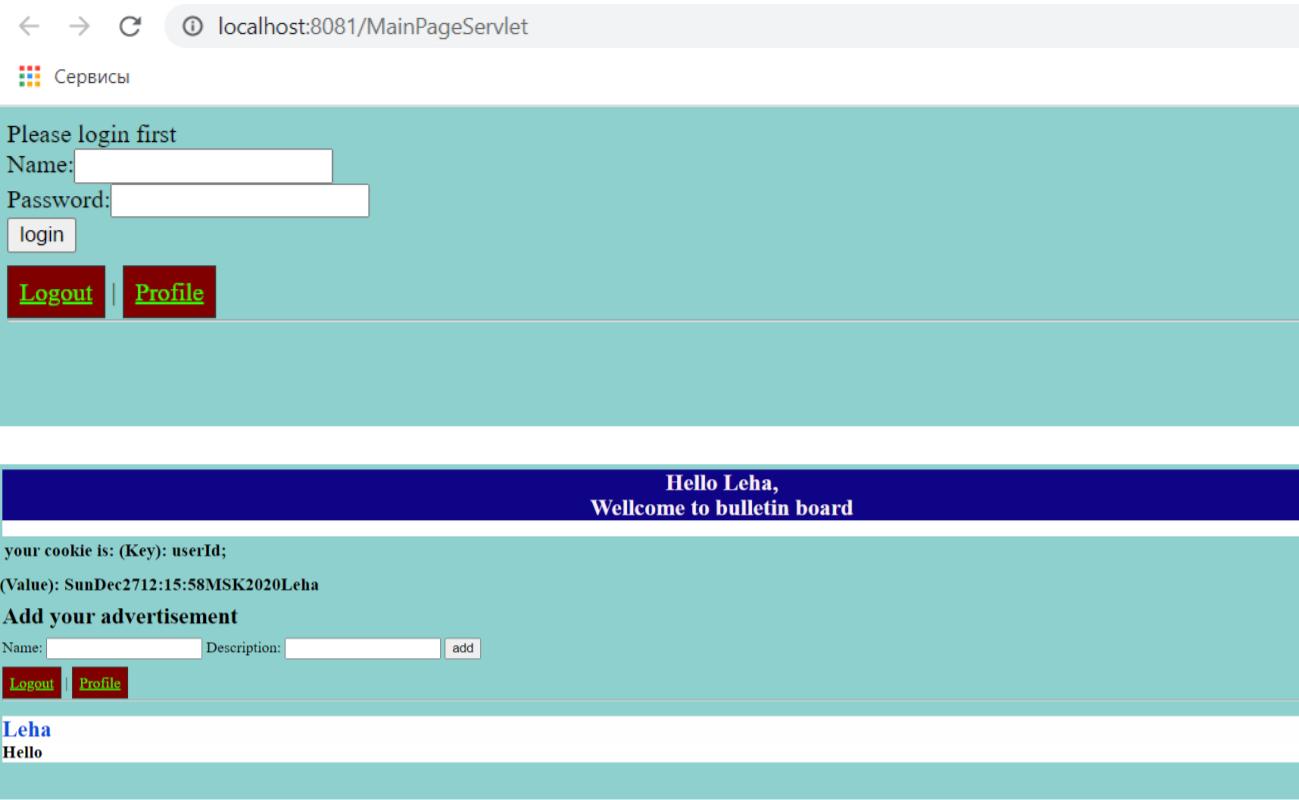 localhost:8081/MainPageServlet
Сервисы
Please login first
Name:
Password:
login
Logout | Profile
Hello Leha,
Wellcome to bulletin board
your cookie is: (Key): userId;
(Value): SunDec2712:15:58MSK2020Leha
Add your advertisement
Name: Description: add
Logout | Profile
Leha
Hello